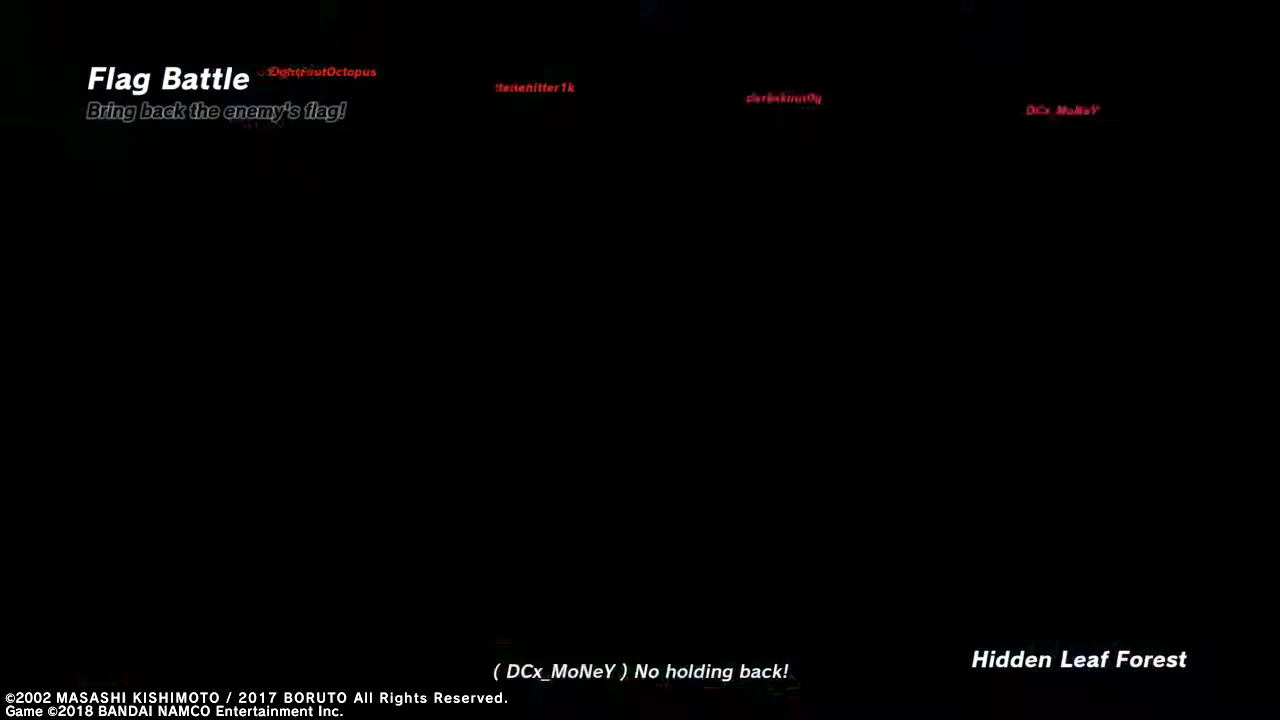 Flag Battle
Bring back the enemy's flag!
DCx_MoNeY
( DCx_MoNeY ) No holding back!
Hidden Leaf Forest
©2002 MASASHI KISHIMOTO / 2017 BORUTO All Rights Reserved.
Game ©2018 BANDAI NAMCO Entertainment Inc.